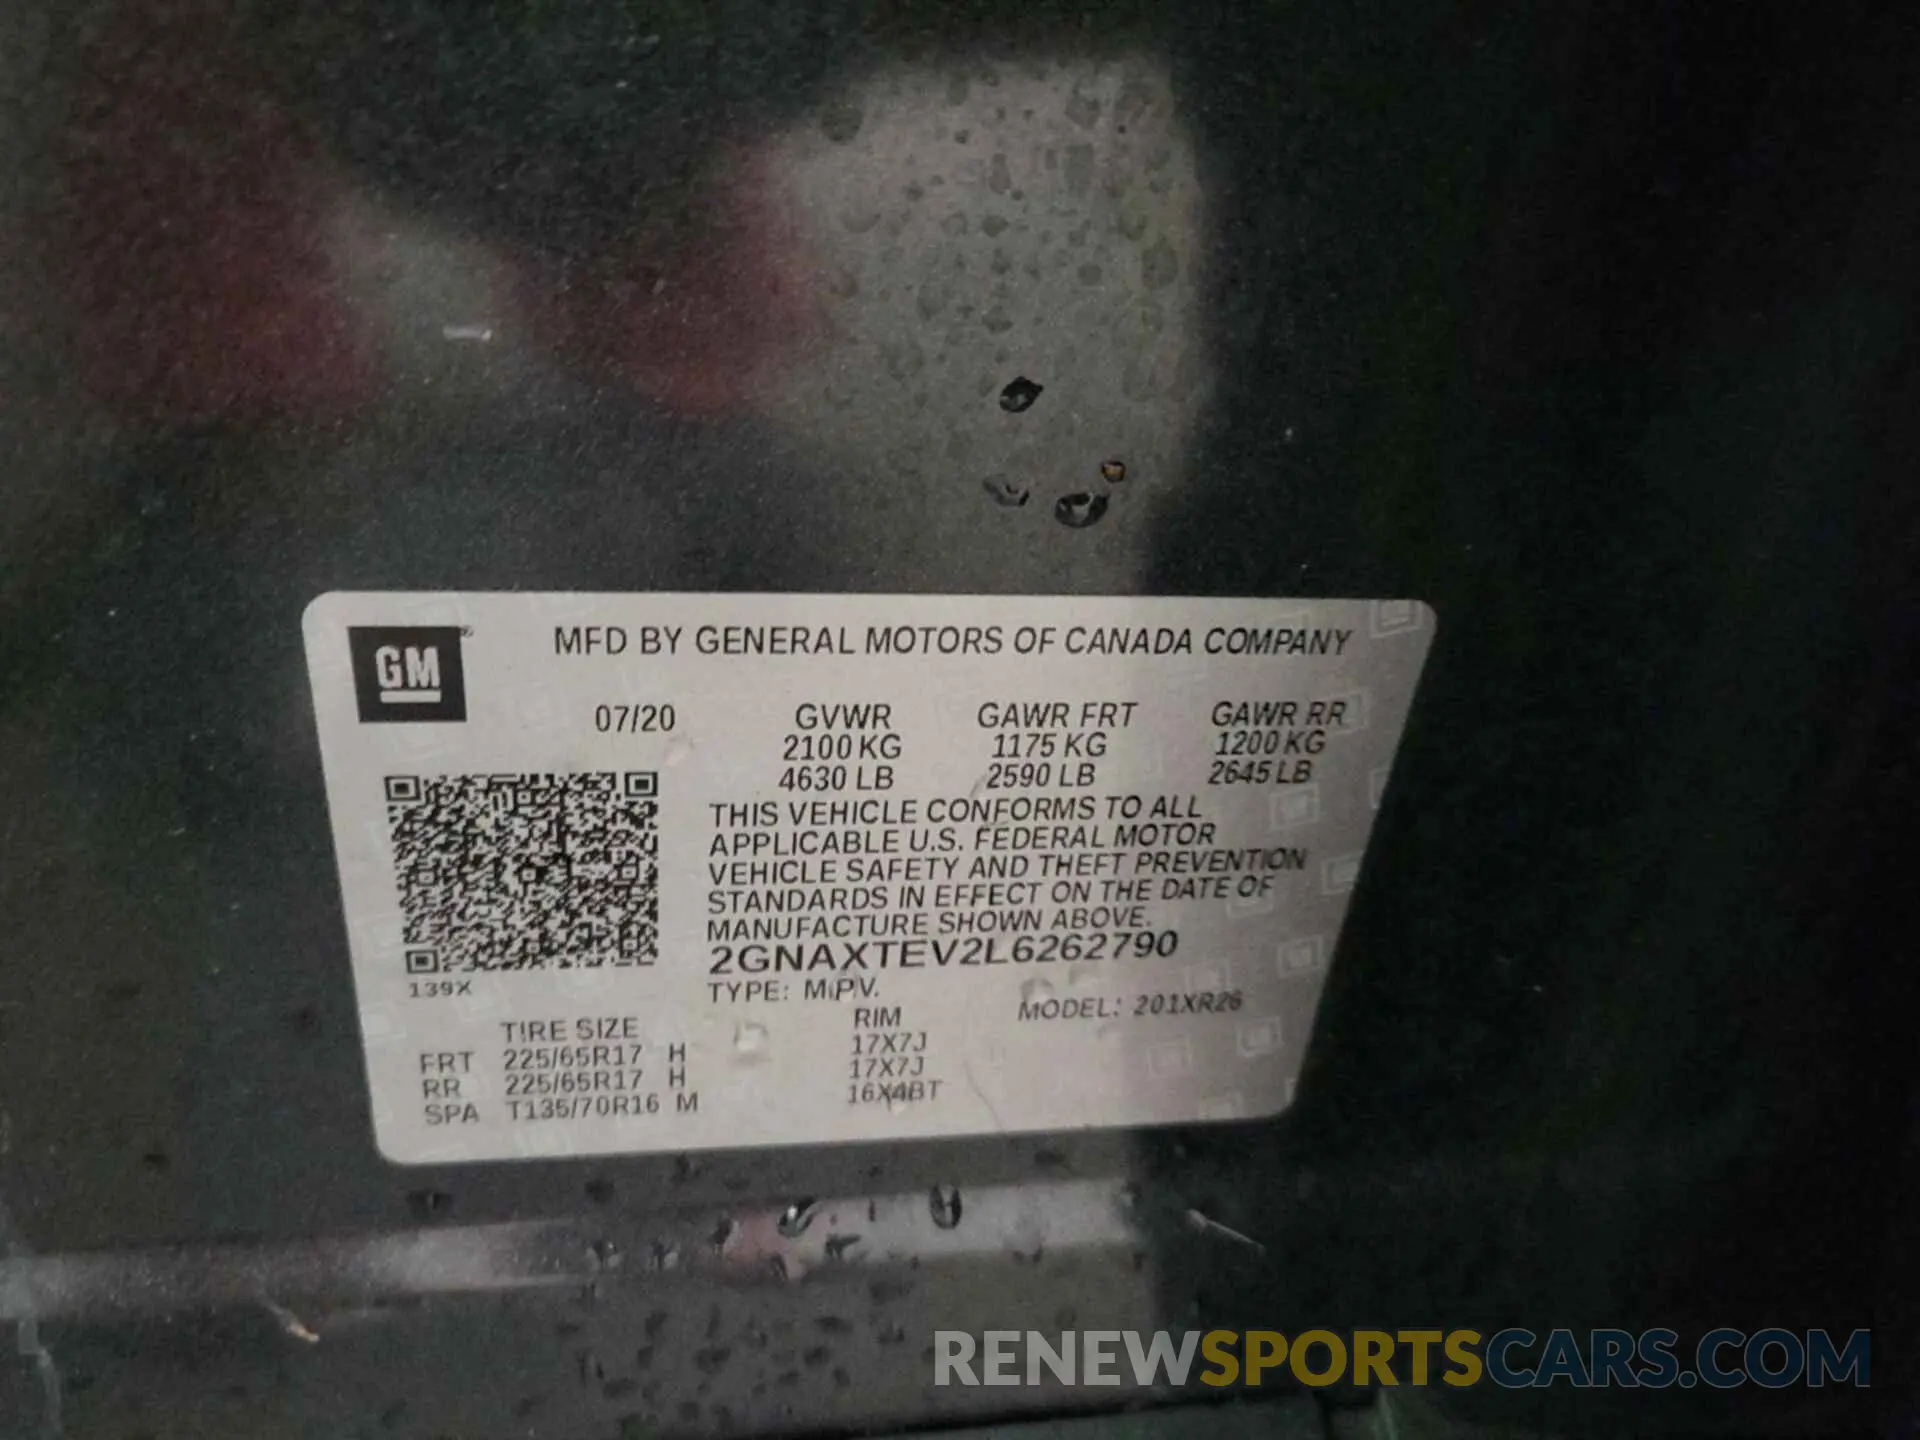 GM®
MFD BY GENERAL MOTORS OF CANADA COMPANY
07/20 GVWR GAWR FRT GAWR RR
2100 KG 1175 KG 1200 KG
4630 LB 2590 LB 2645 LB
THIS VEHICLE CONFORMS TO ALL
APPLICABLE U.S. FEDERAL MOTOR
VEHICLE SAFETY AND THEFT PREVENTION
STANDARDS IN EFFECT ON THE DATE OF
MANUFACTURE SHOWN ABOVE.
2GNAXTEV2L6262790
139X
TYPE: M.P.V. MODEL: 201XR26
TIRE SIZE RIM
FRT 225/65R17 H 17X7J
RR 225/65R17 H 17X7J
SPA T135/70R16 M 16X4BT
RENEWSPORTSCARS.COM